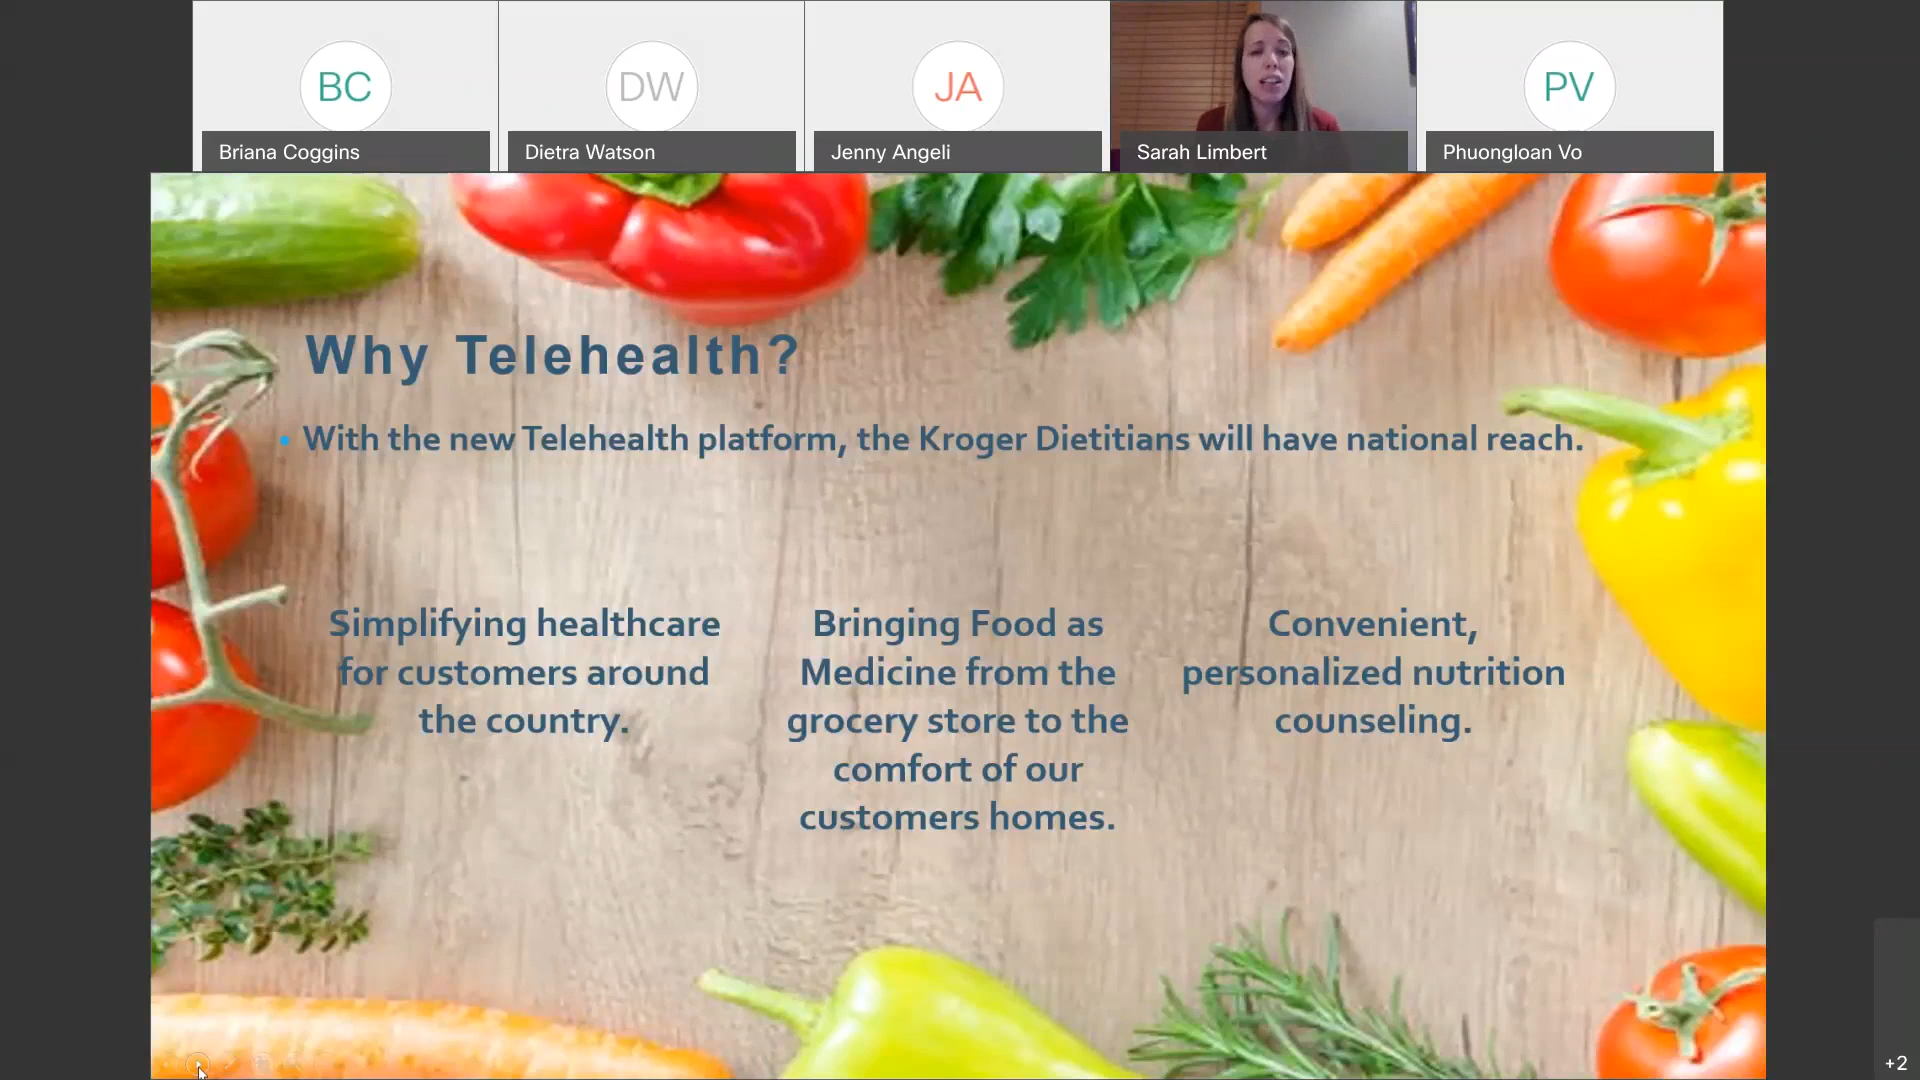 BC
DW
JA
PV
Briana Coggins
Dietra Watson
Jenny Angeli
Sarah Limbert
Phuongloan Vo
Why Telehealth?
• With the new Telehealth platform, the Kroger Dietitians will have national reach.
Simplifying healthcare
for customers around
the country.
Bringing Food as
Medicine from the
grocery store to the
comfort of our
customers homes.
Convenient,
personalized nutrition
counseling.
+2